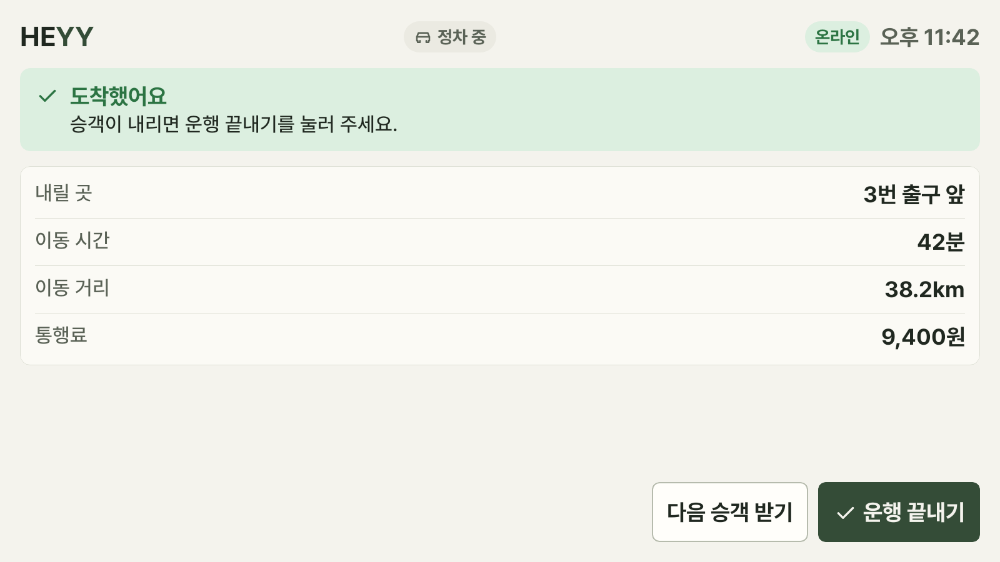 HEYY
정차 중
온라인
오후 11:42
도착했어요
승객이 내리면 운행 끝내기를 눌러 주세요.
내릴 곳
3번 출구 앞
이동 시간
42분
이동 거리
38.2km
통행료
9,400원
다음 승객 받기
운행 끝내기